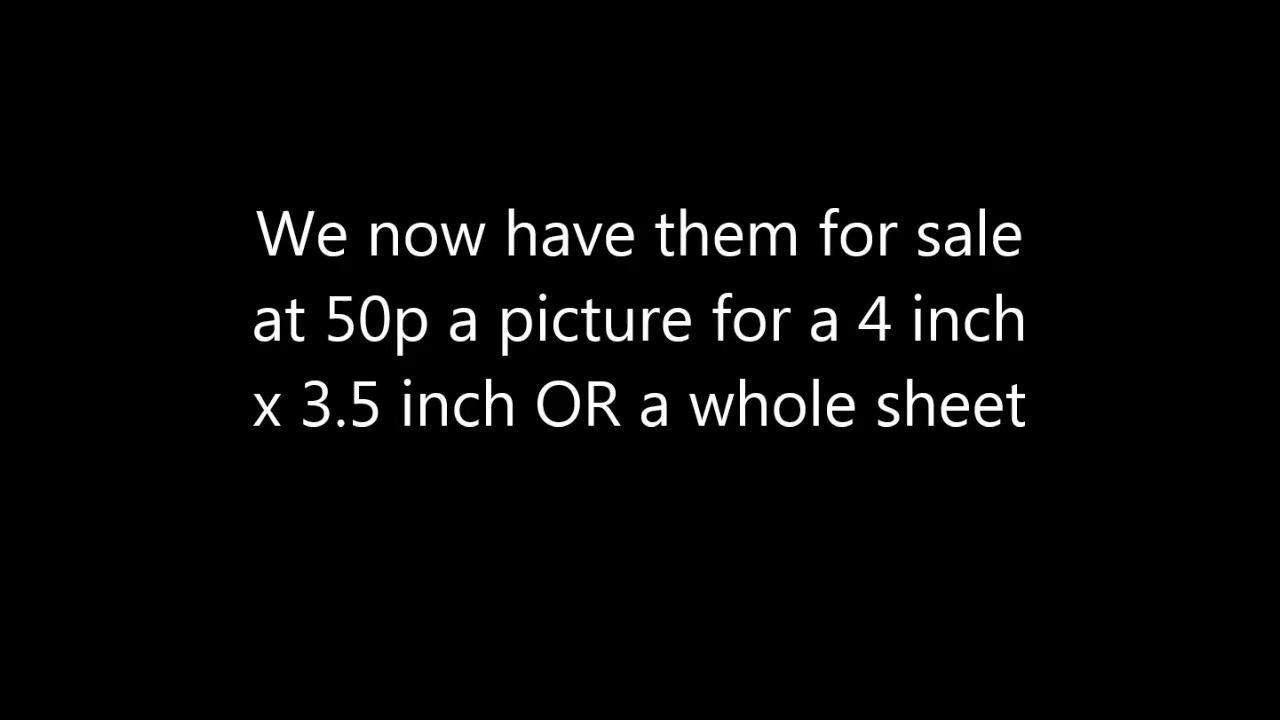 We now have them for sale
at 50p a picture for a 4 inch
x 3.5 inch OR a whole sheet